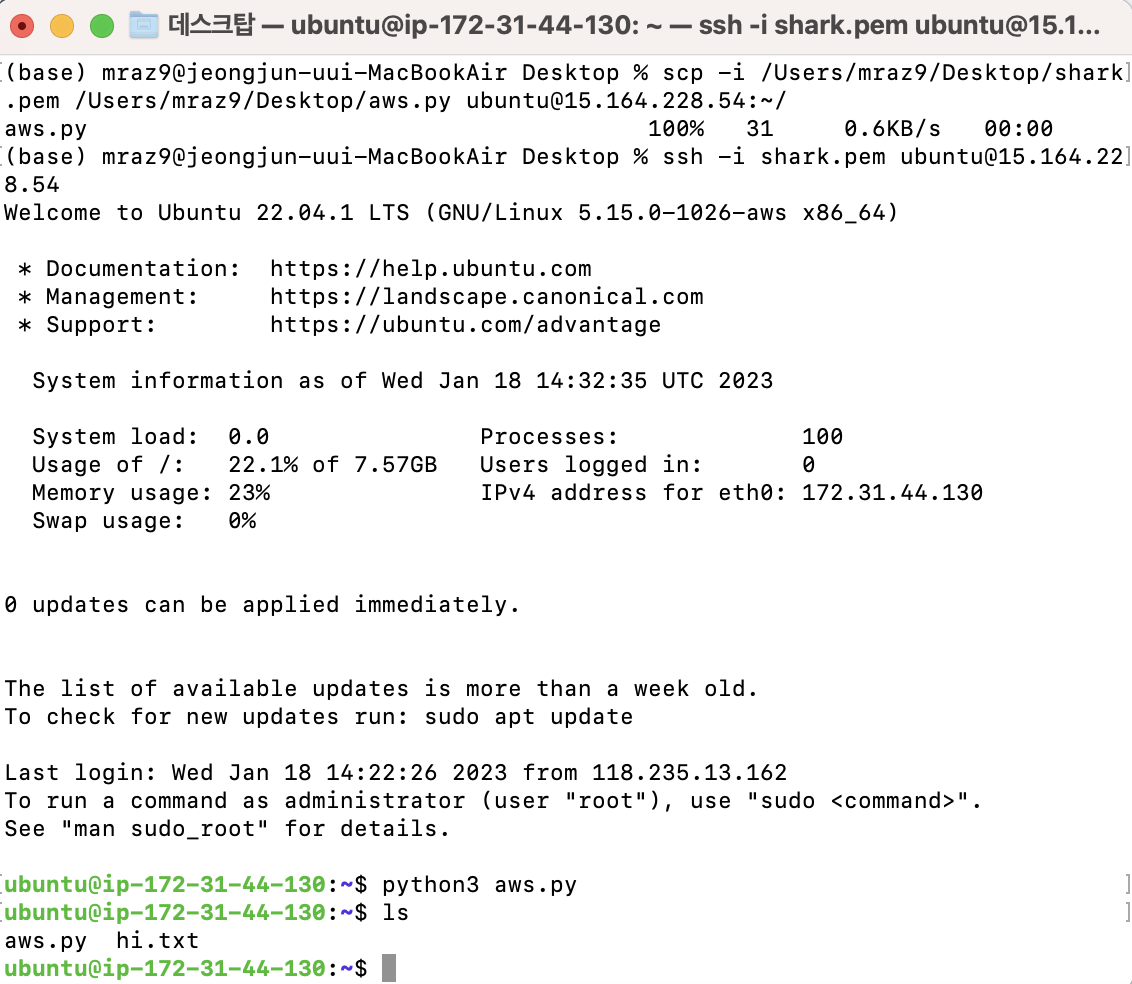 데스크탑 — ubuntu@ip-172-31-44-130: ~ — ssh -i shark.pem ubuntu@15.1...
(base) mraz9@jeongjun-uui-MacBookAir Desktop % scp -i /Users/mraz9/Desktop/shark
.pem /Users/mraz9/Desktop/aws.py ubuntu@15.164.228.54:~/
aws.py 100% 31 0.6KB/s 00:00
(base) mraz9@jeongjun-uui-MacBookAir Desktop % ssh -i shark.pem ubuntu@15.164.22
8.54
Welcome to Ubuntu 22.04.1 LTS (GNU/Linux 5.15.0-1026-aws x86_64)
* Documentation: https://help.ubuntu.com
* Management: https://landscape.canonical.com
* Support: https://ubuntu.com/advantage
System information as of Wed Jan 18 14:32:35 UTC 2023
System load: 0.0 Processes: 100
Usage of /: 22.1% of 7.57GB Users logged in: 0
Memory usage: 23% IPv4 address for eth0: 172.31.44.130
Swap usage: 0%
0 updates can be applied immediately.
The list of available updates is more than a week old.
To check for new updates run: sudo apt update
Last login: Wed Jan 18 14:22:26 2023 from 118.235.13.162
To run a command as administrator (user "root"), use "sudo <command>".
See "man sudo_root" for details.
ubuntu@ip-172-31-44-130:~$ python3 aws.py
ubuntu@ip-172-31-44-130:~$ ls
aws.py hi.txt
ubuntu@ip-172-31-44-130:~$